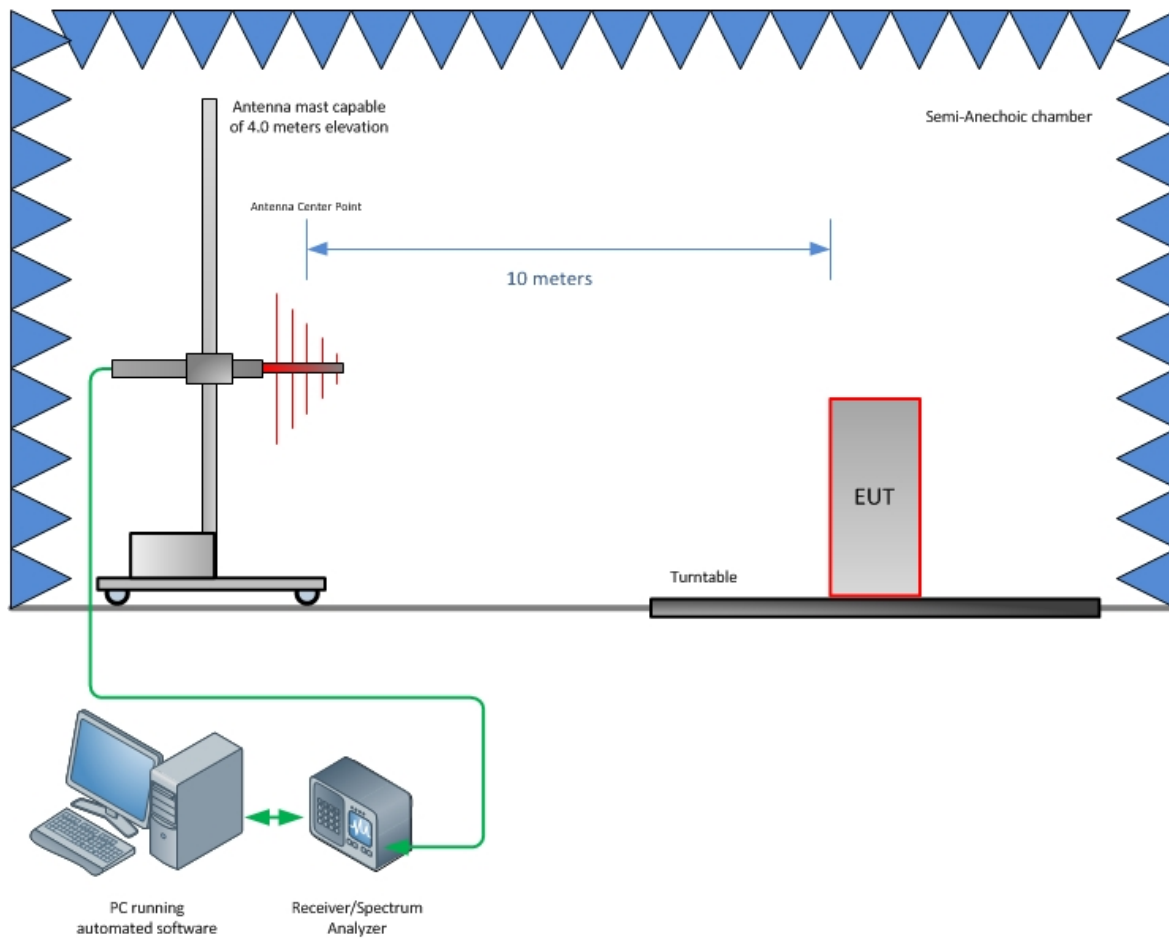 Antenna mast capable
of 4.0 meters elevation
Semi-Anechoic chamber
Antenna Center Point
10 meters
EUT
Turntable
PC running
automated software
Receiver/Spectrum
Analyzer